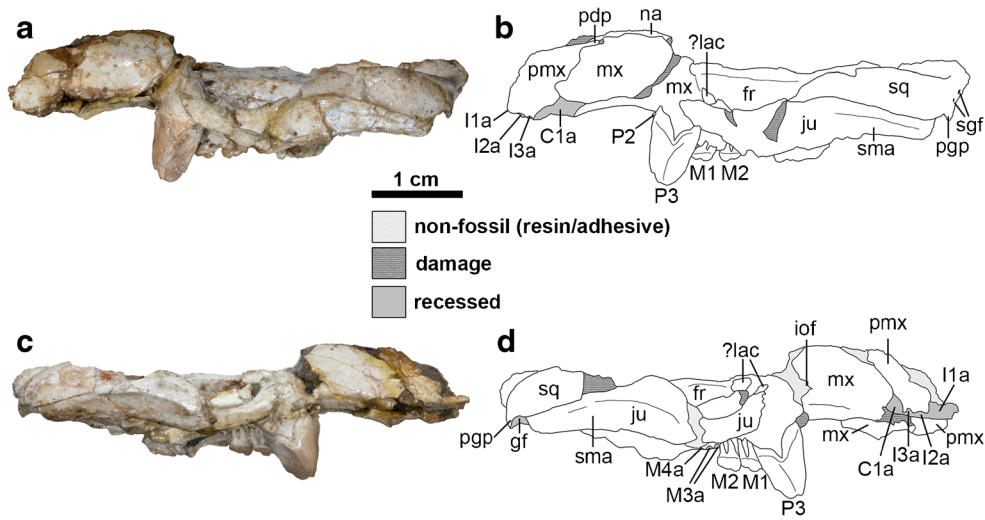 a
b
pdp
na
?lac
pmx
mx
mx
fr
sq
ju
sma
sgf
pgp
I1a
I2a
I3a
C1a
P2
P3
M1 M2
1 cm
non-fossil (resin/adhesive)
damage
recessed
c
d
iof
pmx
?lac
I1a
sq
fr
mx
ju
ju
pgp
gf
sma
mx
pmx
I3a
I2a
C1a
M4a
M3a
M2 M1
P3